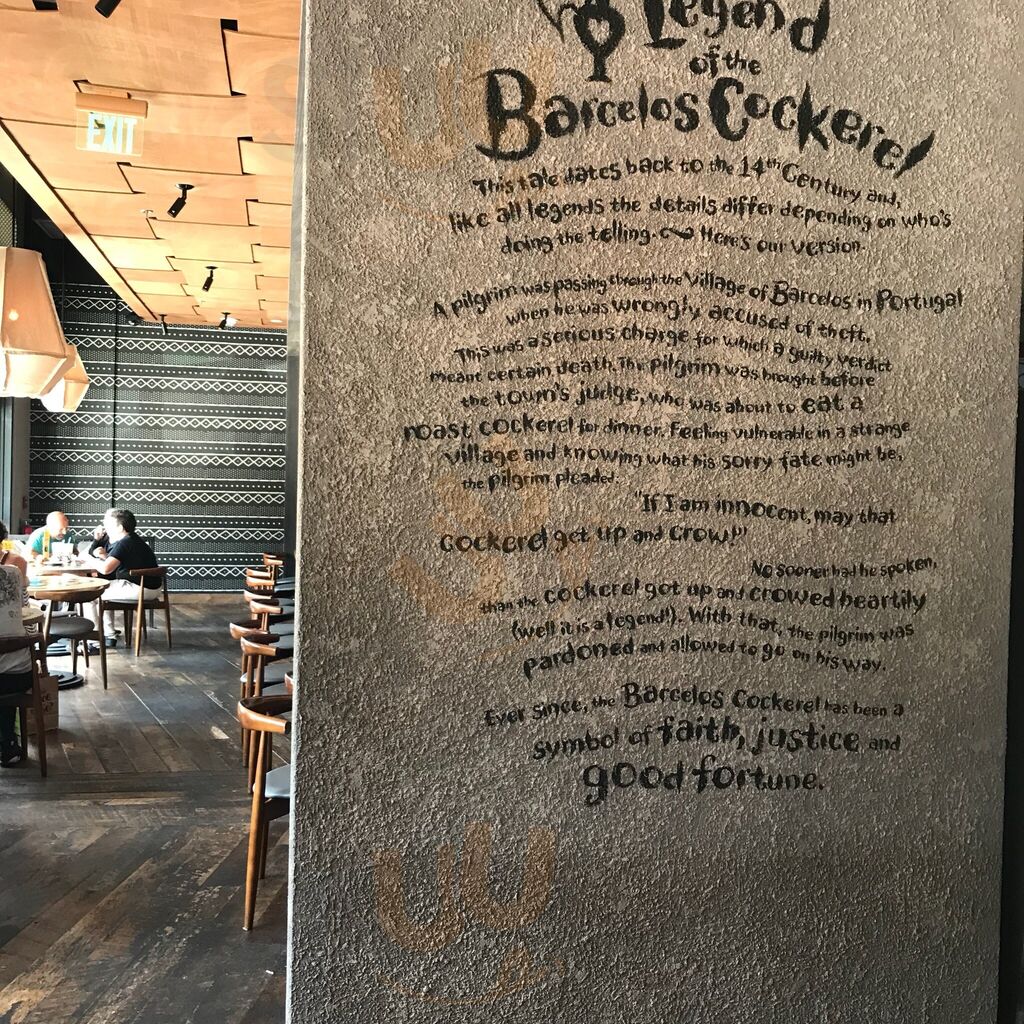 EXIT
Legend
of the
Barcelos Cockerel
This tale dates back to the 14th Century and,
like all legends the details differ depending on who's
doing the telling. Here's our version.
A pilgrim was passing through the village of Barcelos in Portugal
when he was wrongly accused of theft.
This was a serious charge for which a guilty verdict
meant certain death. The pilgrim was brought before
the town's judge, who was about to eat a
roast cockerel for dinner. Feeling vulnerable in a strange
village and knowing what his sorry fate might be,
the pilgrim pleaded.
"If I am innocent, may that
cockerel get up and crow!"
No sooner had he spoken,
than the cockerel got up and crowed heartily
(well it is a legend!). With that, the pilgrim was
pardoned and allowed to go on his way.
Ever since, the Barcelos Cockerel has been a
symbol of faith, justice and
good fortune.